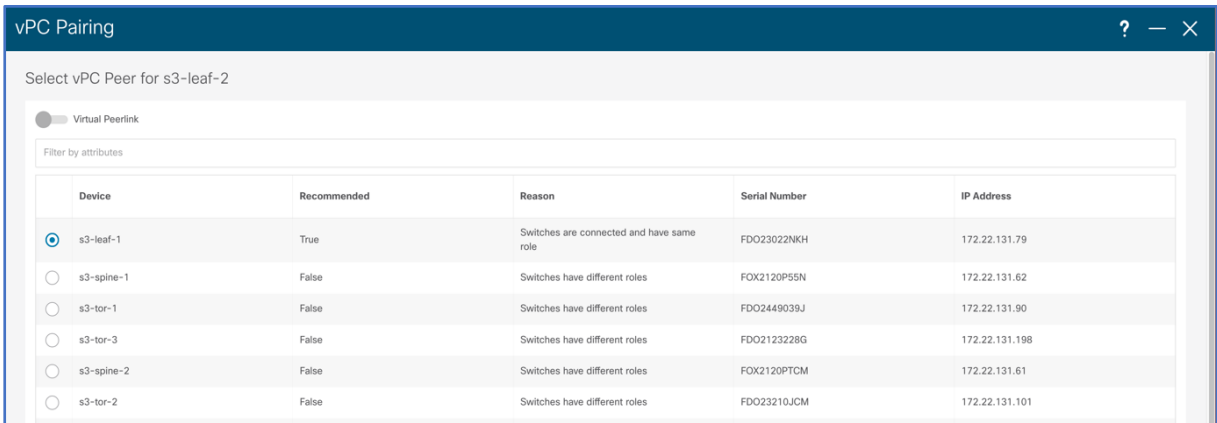 vPC Pairing
?
Select vPC Peer for s3-leaf-2
Virtual Peerlink
Filter by attributes
Device Recommended Reason Serial Number IP Address
s3-leaf-1 True Switches are connected and have same role FDO23022NKH 172.22.131.79
s3-spine-1 False Switches have different roles FOX2120P55N 172.22.131.62
s3-tor-1 False Switches have different roles FDO2449039J 172.22.131.90
s3-tor-3 False Switches have different roles FDO2123228G 172.22.131.198
s3-spine-2 False Switches have different roles FOX2120PTCM 172.22.131.61
s3-tor-2 False Switches have different roles FDO23210JCM 172.22.131.101